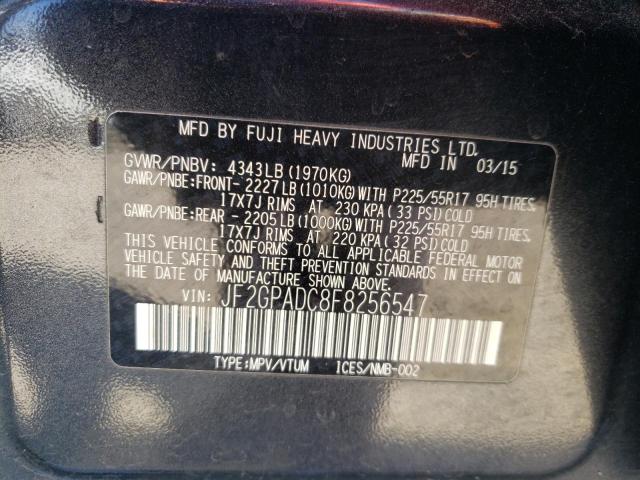 MFD BY FUJI HEAVY INDUSTRIES LTD.
MFD IN 03/15
GVWR/PNBV: 4343LB (1970KG)
GAWR/PNBE:FRONT- 2227LB(1010KG)WITH P225/55R17 95H TIRES,
17X7J RIMS AT 230 KPA(33 PSI)COLD
GAWR/PNBE:REAR - 2205LB(1000KG)WITH P225/55R17 95H TIRES,
17X7J RIMS AT 220 KPA(32 PSI)COLD
THIS VEHICLE CONFORMS TO ALL APPLICABLE FEDERAL MOTOR
VEHICLE SAFETY AND THEFT PREVENTION STANDARDS IN EFFECT ON
THE DATE OF MANUFACTURE SHOWN ABOVE.
VIN: JF2GPADC8F8256547
TYPE:MPV/VTUM ICES/NMB-002